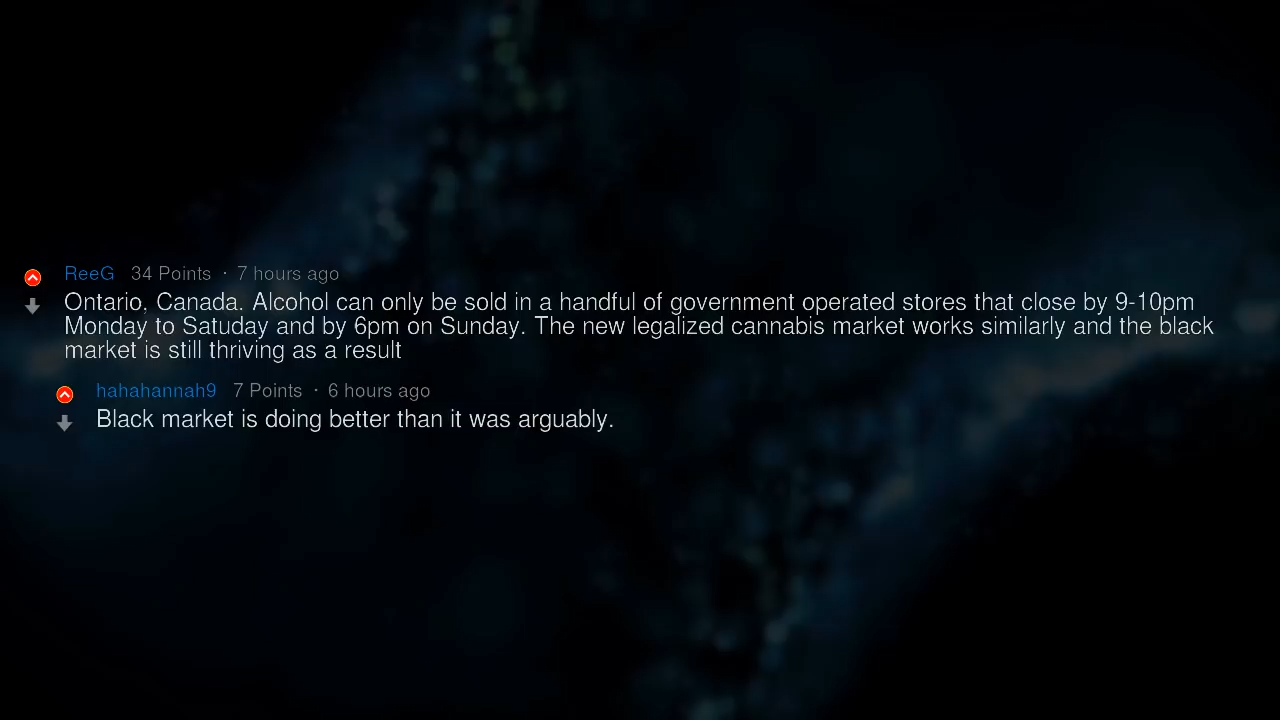 ReeG 34 Points · 7 hours ago
Ontario, Canada. Alcohol can only be sold in a handful of government operated stores that close by 9-10pm
Monday to Satuday and by 6pm on Sunday. The new legalized cannabis market works similarly and the black
market is still thriving as a result
hahahannah9 7 Points · 6 hours ago
Black market is doing better than it was arguably.